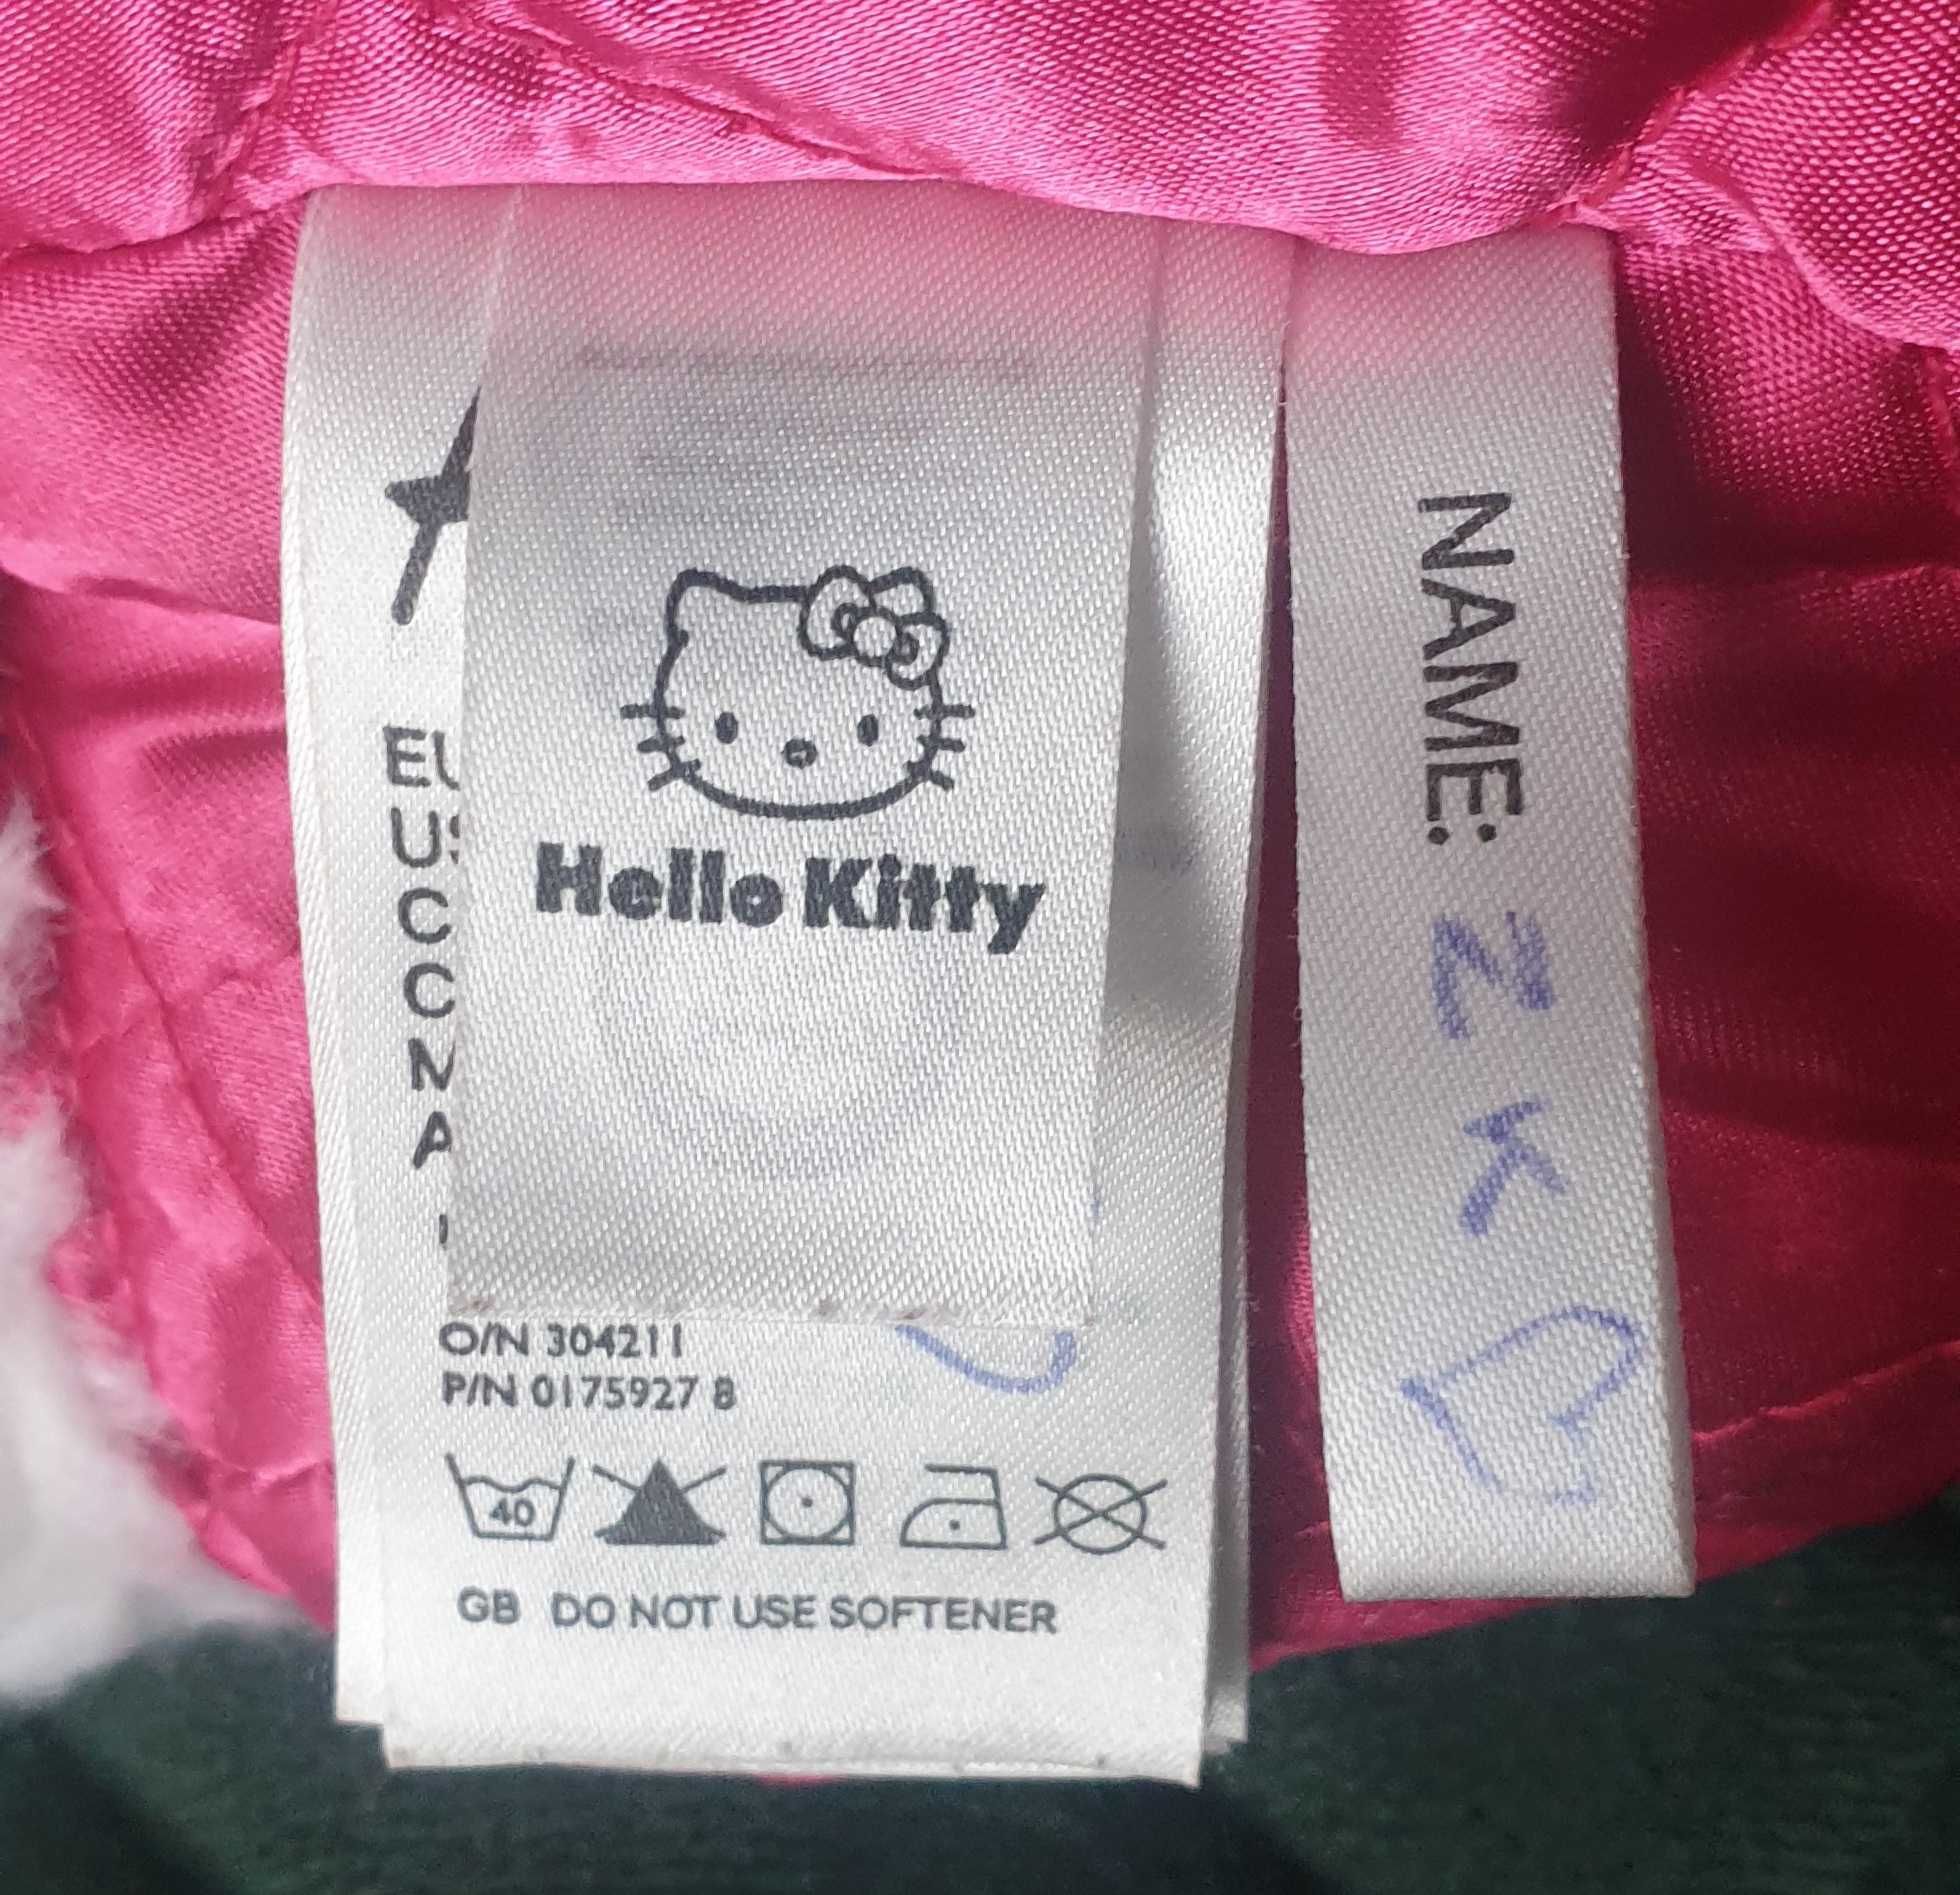 Hello Kitty
O/N 304211
P/N 0175927 8
40
GB DO NOT USE SOFTENER
NAME: Z K